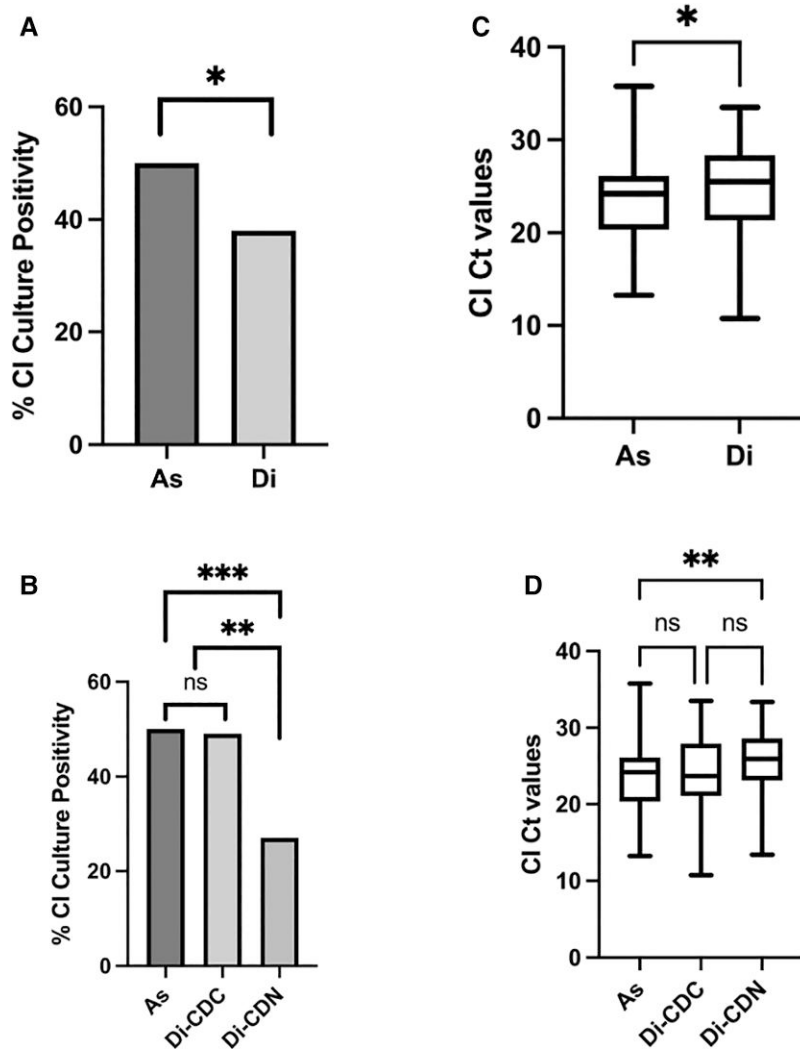 A
*
% CI Culture Positivity
60
40
20
0
As
Di
C
*
CI Ct values
40
30
20
10
0
As
Di
B
***
**
ns
% CI Culture Positivity
60
40
20
0
As
Di-CDC
Di-CDN
D
**
ns
ns
CI Ct values
40
30
20
10
0
As
Di-CDC
Di-CDN